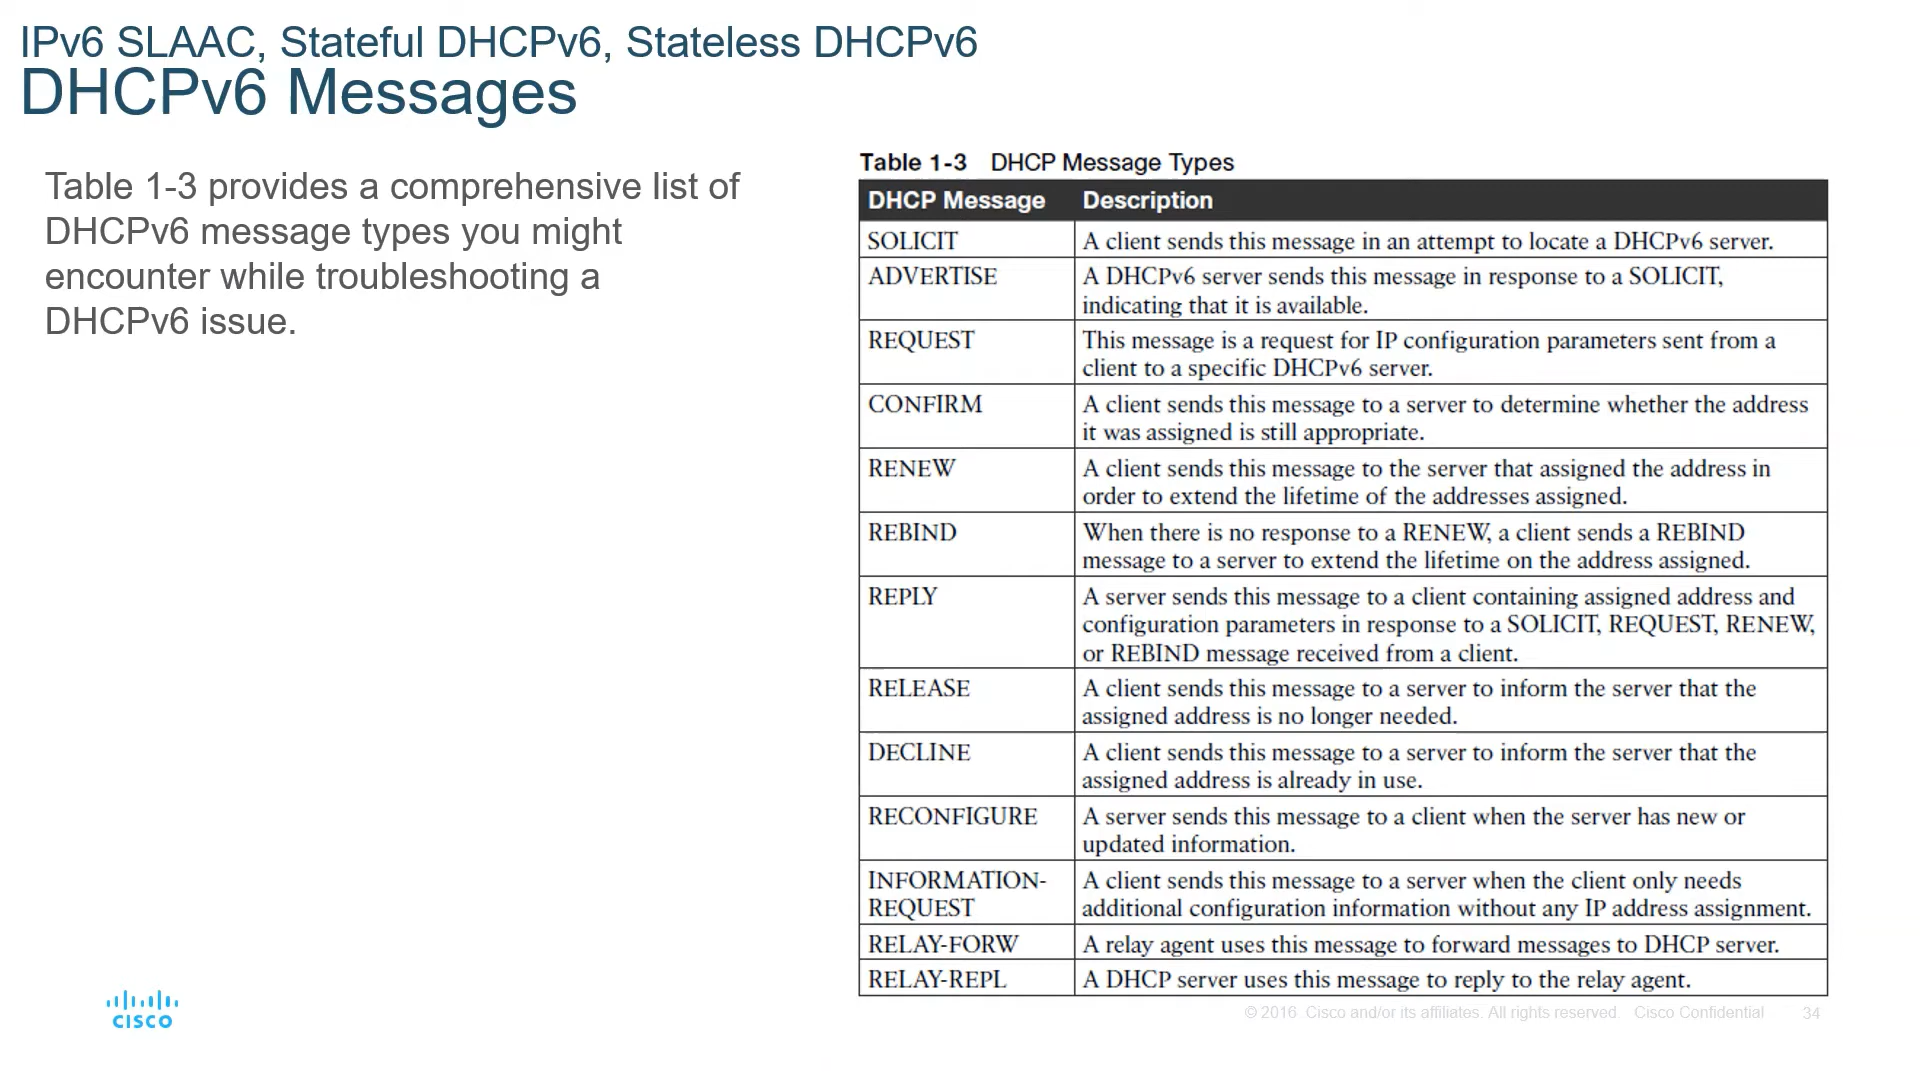 IPv6 SLAAC, Stateful DHCPv6, Stateless DHCPv6
DHCPv6 Messages
Table 1-3 provides a comprehensive list of
DHCPv6 message types you might
encounter while troubleshooting a
DHCPv6 issue.
Table 1-3 DHCP Message Types
DHCP Message Description
SOLICIT A client sends this message in an attempt to locate a DHCPv6 server.
ADVERTISE A DHCPv6 server sends this message in response to a SOLICIT,
indicating that it is available.
REQUEST This message is a request for IP configuration parameters sent from a
client to a specific DHCPv6 server.
CONFIRM A client sends this message to a server to determine whether the address
it was assigned is still appropriate.
RENEW A client sends this message to the server that assigned the address in
order to extend the lifetime of the addresses assigned.
REBIND When there is no response to a RENEW, a client sends a REBIND
message to a server to extend the lifetime on the address assigned.
REPLY A server sends this message to a client containing assigned address and
configuration parameters in response to a SOLICIT, REQUEST, RENEW,
or REBIND message received from a client.
RELEASE A client sends this message to a server to inform the server that the
assigned address is no longer needed.
DECLINE A client sends this message to a server to inform the server that the
assigned address is already in use.
RECONFIGURE A server sends this message to a client when the server has new or
updated information.
INFORMATION- A client sends this message to a server when the client only needs
REQUEST additional configuration information without any IP address assignment.
RELAY-FORW A relay agent uses this message to forward messages to DHCP server.
RELAY-REPL A DHCP server uses this message to reply to the relay agent.
CISCO
© 2016 Cisco and/or its affiliates. All rights reserved. Cisco Confidential 34